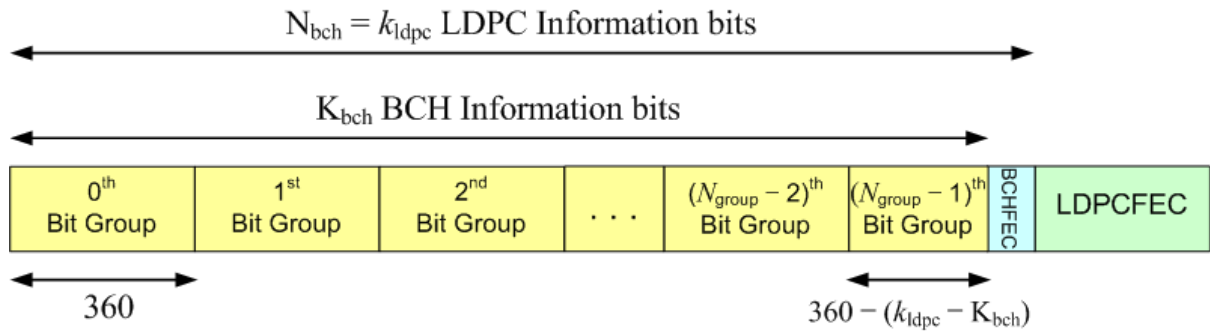 N_bch = k_ldpc LDPC Information bits
K_bch BCH Information bits
0th Bit Group
1st Bit Group
2nd Bit Group
. . .
(N_group − 2)th Bit Group
(N_group − 1)th Bit Group
BCHFEC
LDPCFEC
360
360 − (k_ldpc − K_bch)